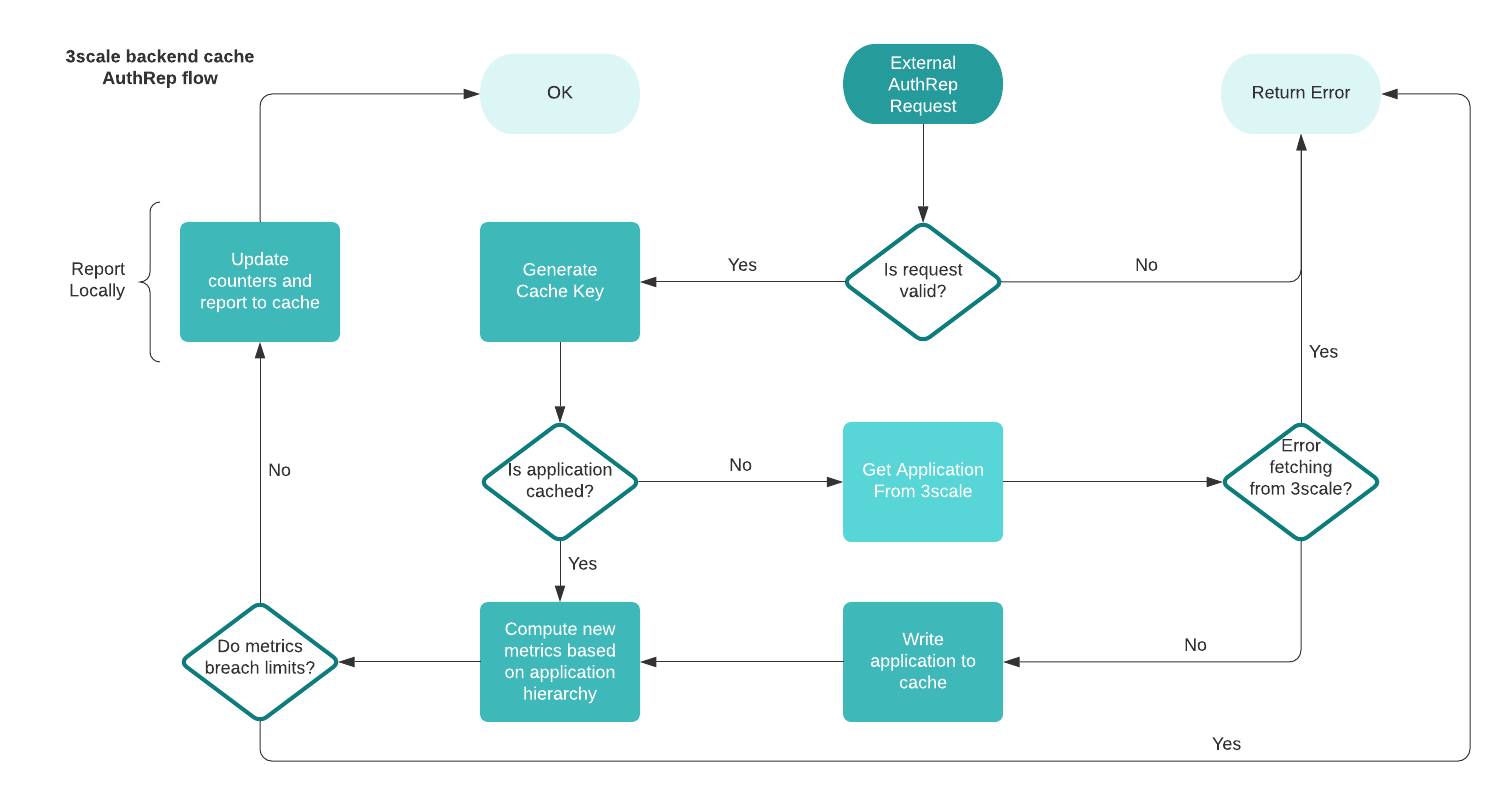 3scale backend cache
AuthRep flow
OK
External
AuthRep
Request
Return Error
Report
Locally
Update
counters and
report to cache
Generate
Cache Key
Yes
Is request
valid?
No
Yes
No
Is application
cached?
No
Get Application
From 3scale
Error
fetching
from 3scale?
Yes
Do metrics
breach limits?
Compute new
metrics based
on application
hierarchy
Write
application to
cache
No
Yes